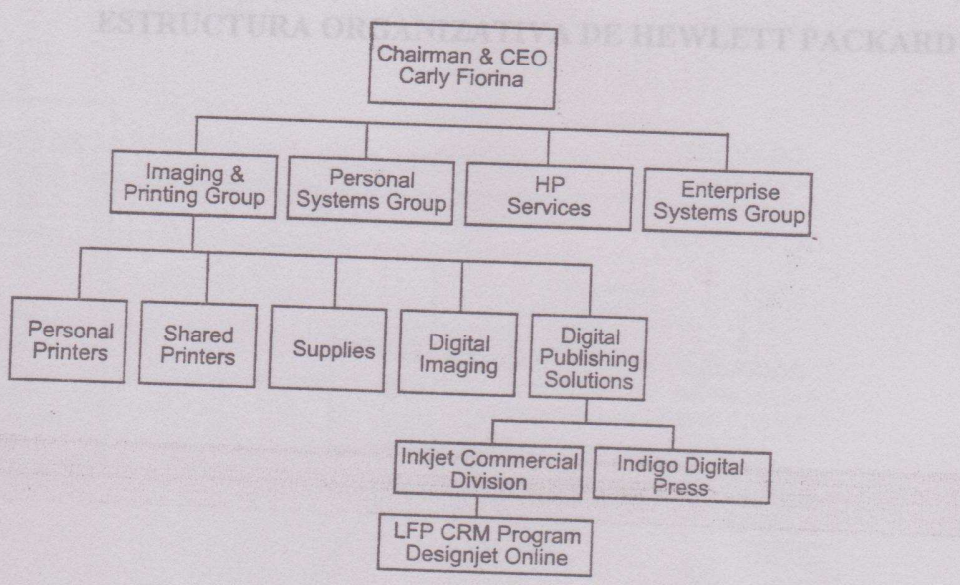 ESTRUCTURA ORGANIZATIVA DE HEWLETT PACKARD
Chairman & CEO
Carly Fiorina
Imaging &
Printing Group
Personal
Systems Group
HP
Services
Enterprise
Systems Group
Personal
Printers
Shared
Printers
Supplies
Digital
Imaging
Digital
Publishing
Solutions
Inkjet Commercial
Division
Indigo Digital
Press
LFP CRM Program
Designjet Online